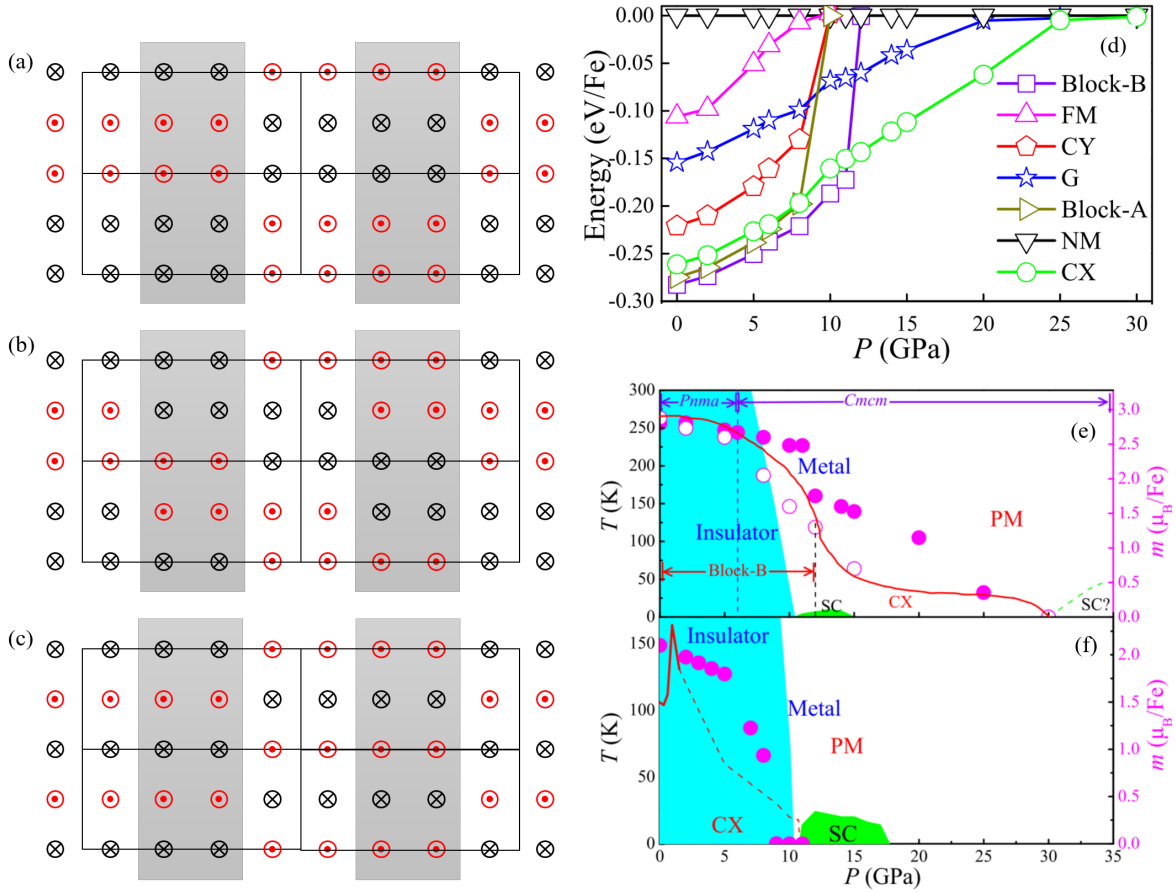 (a)
(b)
(c)
0.00
-0.05
-0.10
-0.15
-0.20
-0.25
-0.30
Energy (eV/Fe)
(d)
Block-B
FM
CY
G
Block-A
NM
CX
0 5 10 15 20 25 30
P (GPa)
300
250
200
150
100
50
0
T (K)
Pnma
Cmcm
(e)
Metal
Insulator
PM
Block-B
SC
CX
SC?
3.0
2.5
2.0
1.5
1.0
0.5
0.0
m (μB/Fe)
150
100
50
0
T (K)
Insulator
(f)
Metal
PM
CX
SC
2.0
1.5
1.0
0.5
0.0
m (μB/Fe)
0 5 10 15 20 25 30 35
P (GPa)